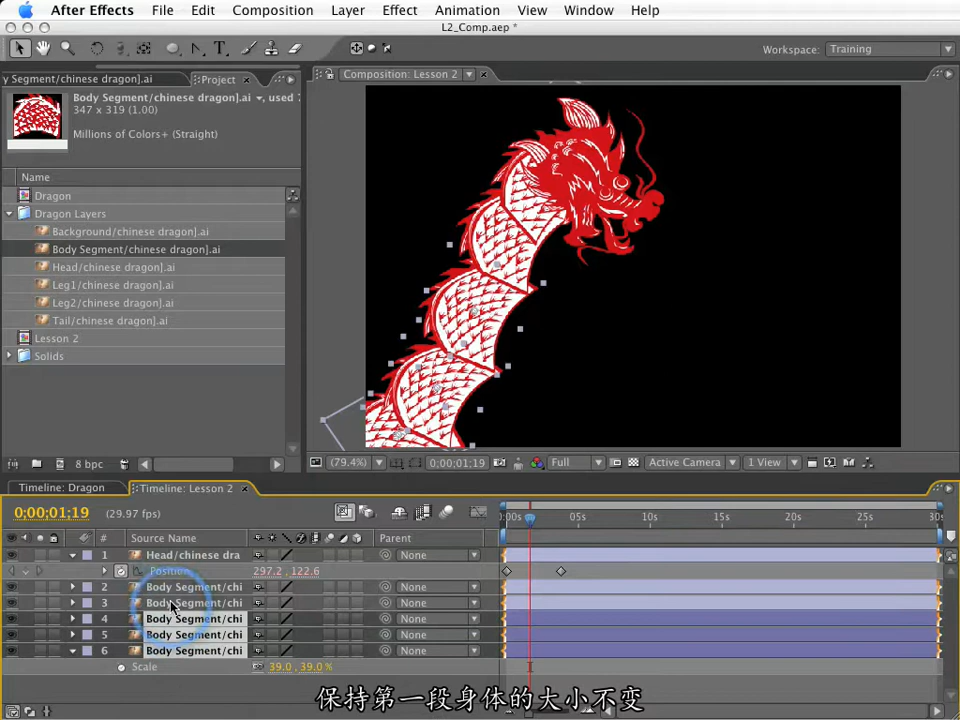 After Effects File Edit Composition Layer Effect Animation View Window Help
L2_Comp.aep *
Workspace: Training
y Segment/chinese dragon].ai Project
Composition: Lesson 2
Body Segment/chinese dragon].ai , used 7
347 x 319 (1.00)
Millions of Colors+ (Straight)
Name
Dragon
Dragon Layers
Background/chinese dragon].ai
Body Segment/chinese dragon].ai
Head/chinese dragon].ai
Leg1/chinese dragon].ai
Leg2/chinese dragon].ai
Tail/chinese dragon].ai
Lesson 2
Solids
8 bpc
(79.4%) 0;00;01;19 Full Active Camera 1 View
Timeline: Dragon Timeline: Lesson 2
0;00;01;19 (29.97 fps)
:00s 05s 10s 15s 20s 25s 30s
# Source Name Parent
1 Head/chinese dra None
Position 297.2, 122.6
2 Body Segment/chi None
3 Body Segment/chi None
4 Body Segment/chi None
5 Body Segment/chi None
6 Body Segment/chi None
Scale 39.0, 39.0%
保持第一段身体的大小不变